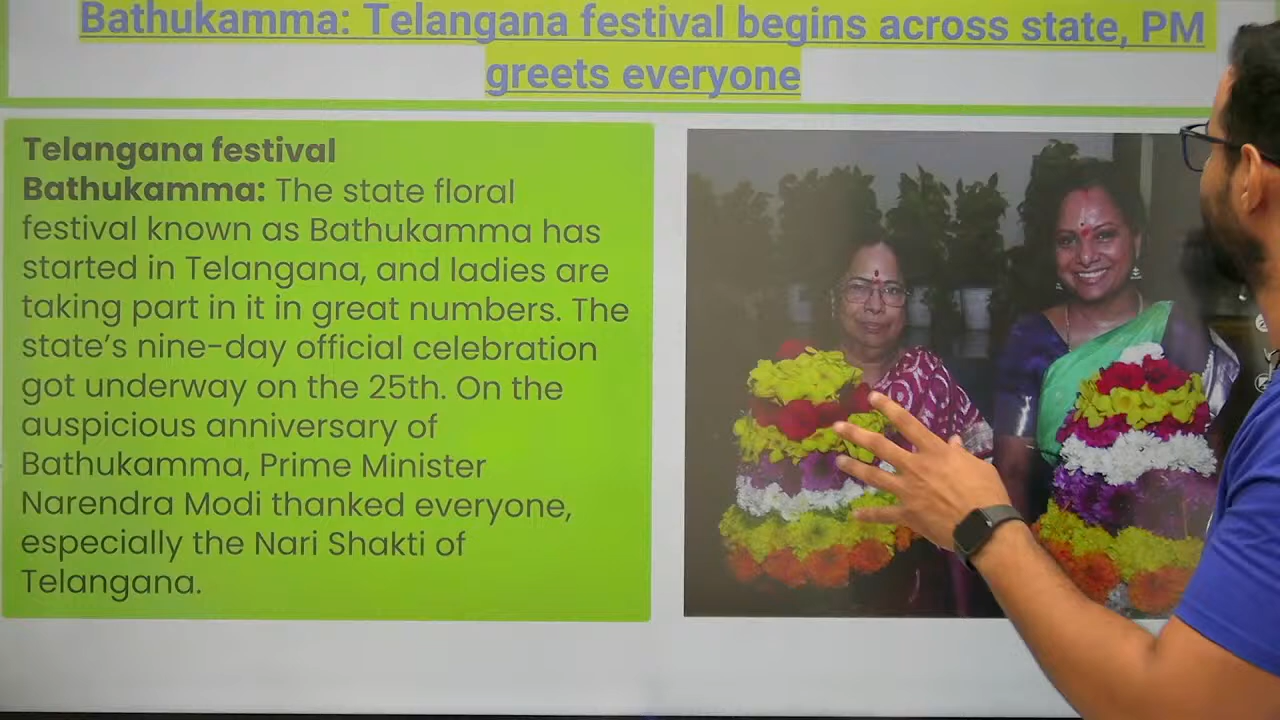 Bathukamma: Telangana festival begins across state, PM
greets everyone
Telangana festival
Bathukamma: The state floral
festival known as Bathukamma has
started in Telangana, and ladies are
taking part in it in great numbers. The
state’s nine-day official celebration
got underway on the 25th. On the
auspicious anniversary of
Bathukamma, Prime Minister
Narendra Modi thanked everyone,
especially the Nari Shakti of
Telangana.